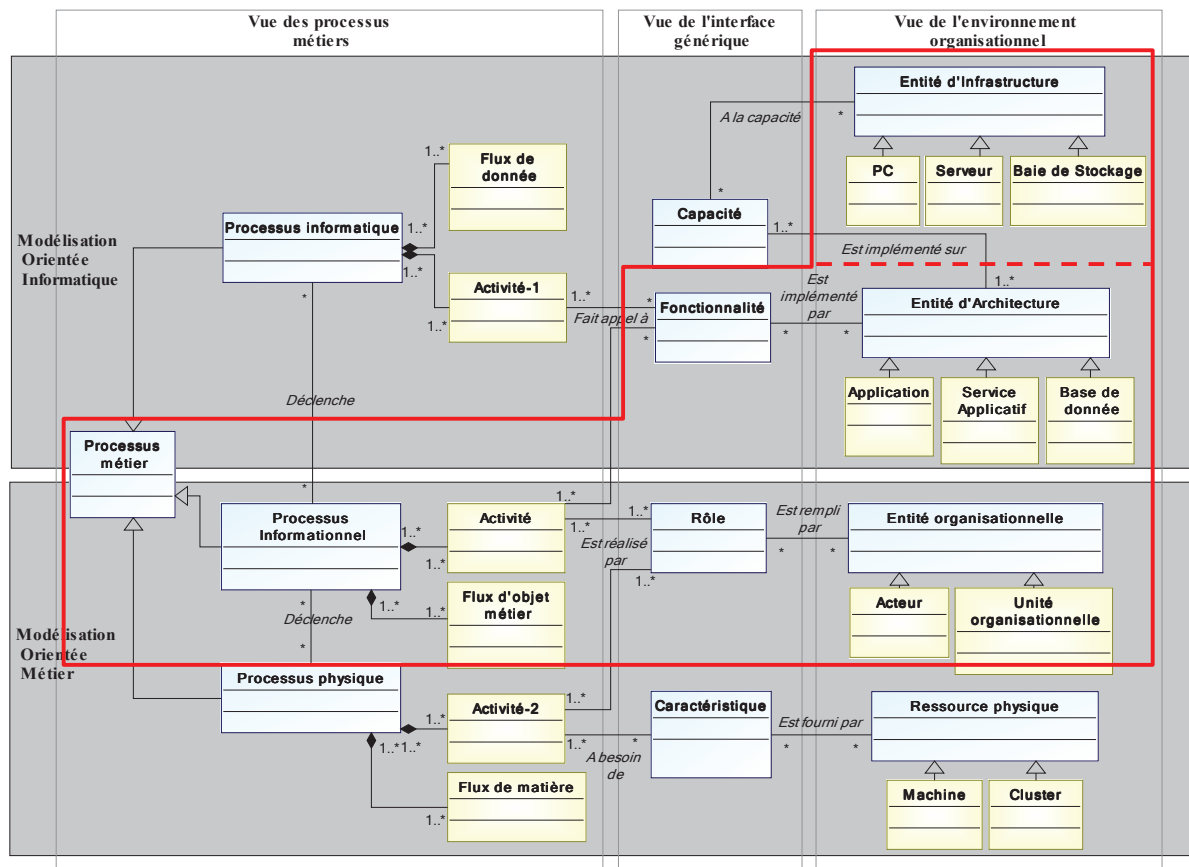 Vue des processus
métiers
Vue de l'interface
générique
Vue de l'environnement
organisationnel
Modélisation
Orientée
Informatique
Entité d'Infrastructure
A la capacité
*
PC
Serveur
Baie de Stockage
1..*
Flux de
donnée
*
Processus informatique
1..*
Capacité
1..*
Est implémenté sur
1..*
Activité-1
1..*
*
1..*
Fait appel à
Fonctionnalité
*
Est
implémenté
par
*
1..*
Entité d'Architecture
*
1..*
*
Application
Service
Applicatif
Base de
donnée
Déclenche
Processus
métier
Modélisation
Orientée
Métier
*
Processus
Informationnel
Activité
1..*
1..*
1..*
1..*
Est réalisé
par
Rôle
1..*
Est rempli
par
*
*
Entité organisationnelle
Acteur
Unité
organisationnelle
*
Déclenche
*
1..*
1..*
Flux d'objet
métier
Processus physique
1..*
1..*
1..*
Activité-2
1..*
1..*
A besoin
de
*
Caractéristique
Est fourni par
*
*
Ressource physique
Machine
Cluster
Flux de matière
1..*